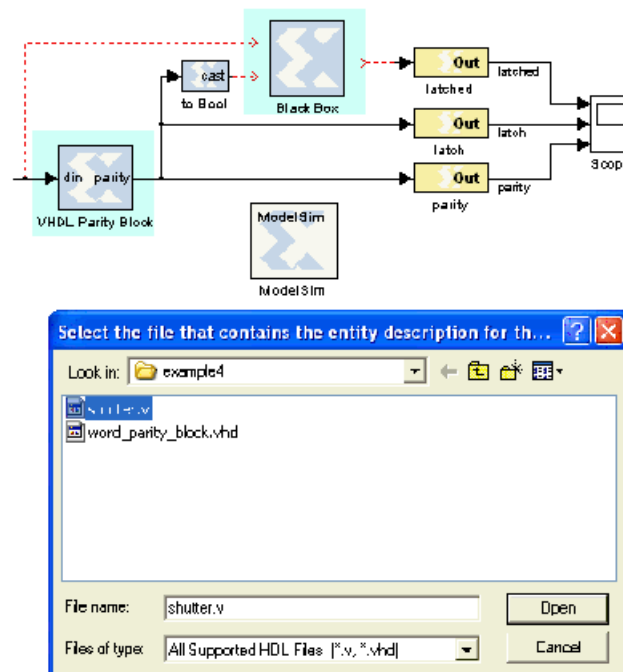 cast
to Bool
Black Box
Out
latched
latched
Out
latch
latch
din parity
VHDL Parity Block
Out
parity
parity
Scop
ModelSim
ModelSim
Select the file that contains the entity description for th...
Look in: example4
shutter.v
word_parity_block.vhd
File name: shutter.v
Open
Files of type: All Supported HDL Files (*.v, *.vhd)
Cancel